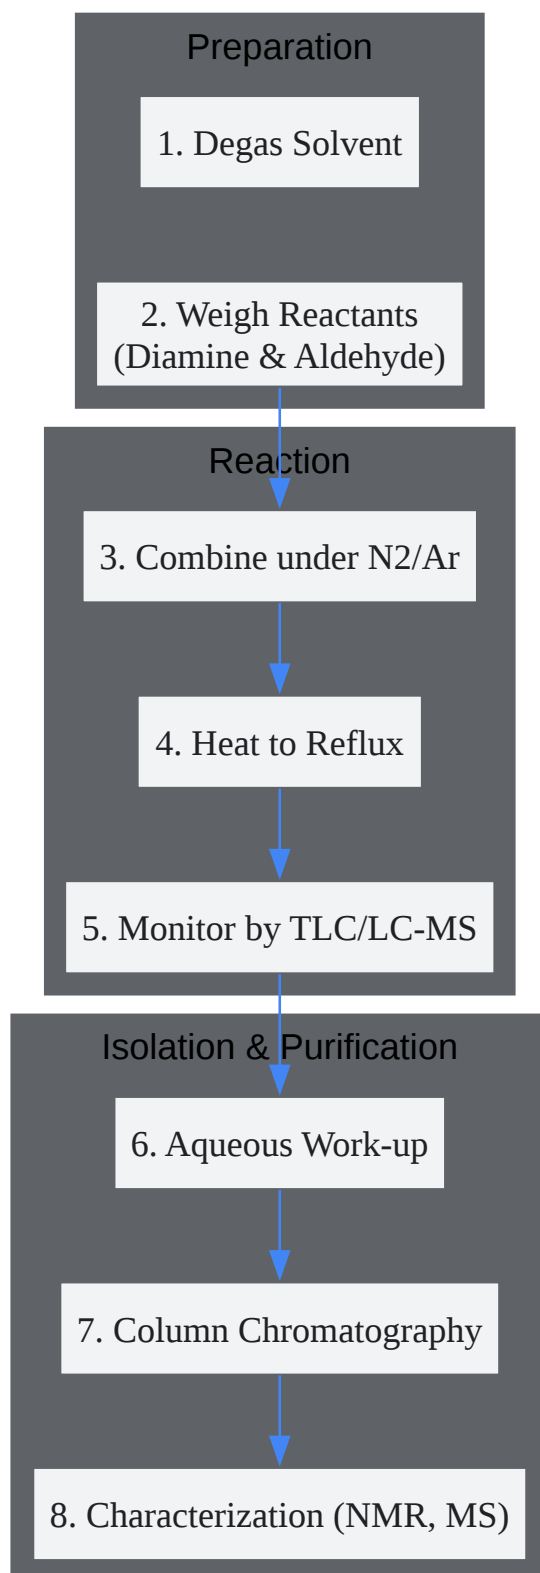 Preparation
1. Degas Solvent
2. Weigh Reactants
(Diamine & Aldehyde)
Reaction
3. Combine under N2/Ar
4. Heat to Reflux
5. Monitor by TLC/LC-MS
Isolation & Purification
6. Aqueous Work-up
7. Column Chromatography
8. Characterization (NMR, MS)